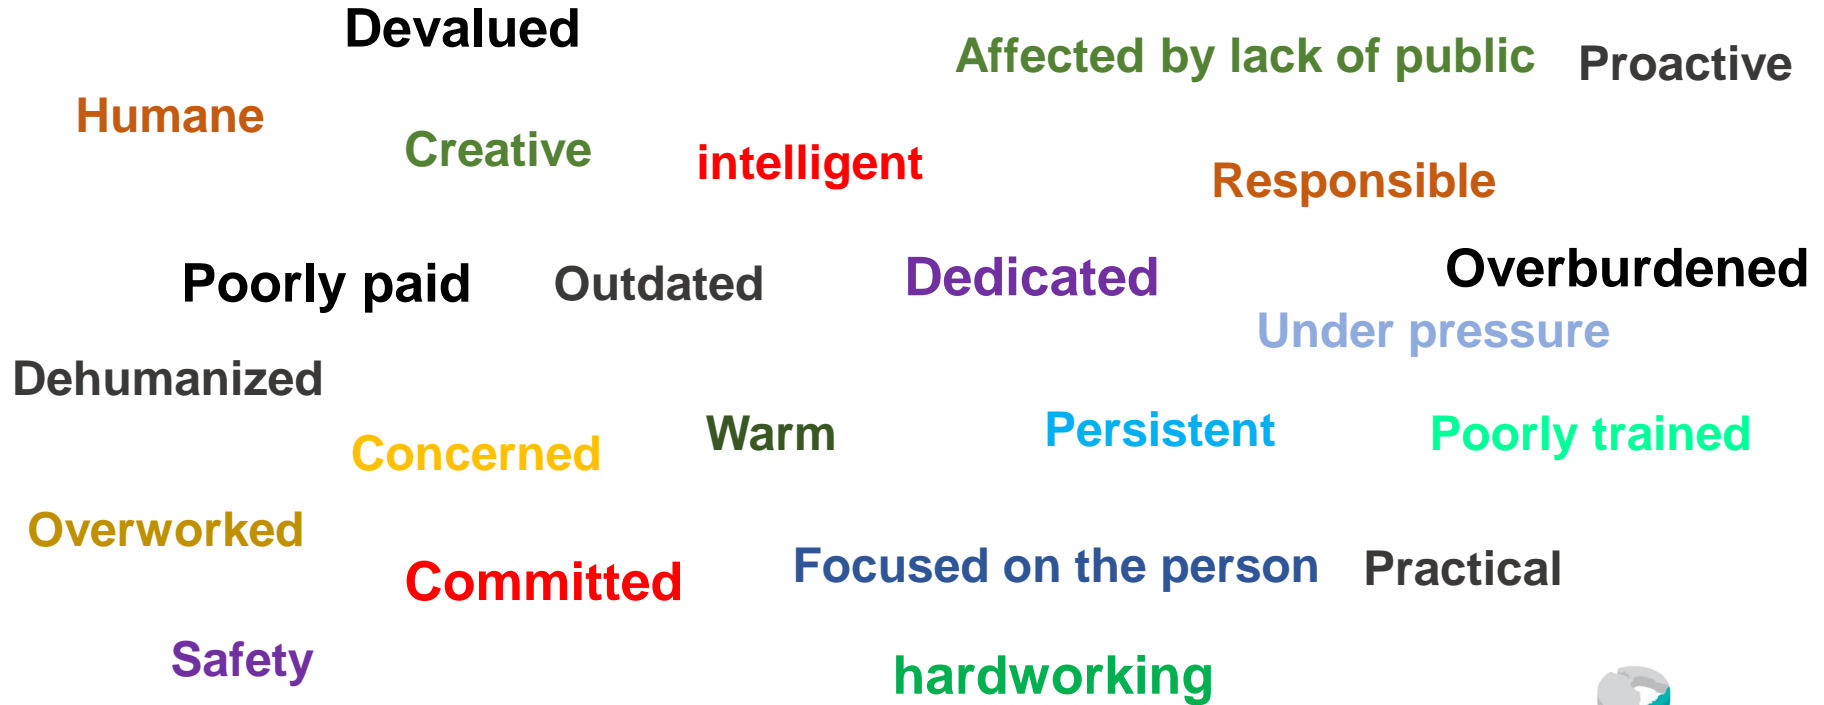 Devalued
Affected by lack of public
Proactive
Humane
Creative
intelligent
Responsible
Poorly paid
Outdated
Dedicated
Overburdened
Under pressure
Dehumanized
Concerned
Warm
Persistent
Poorly trained
Overworked
Committed
Focused on the person
Practical
Safety
hardworking